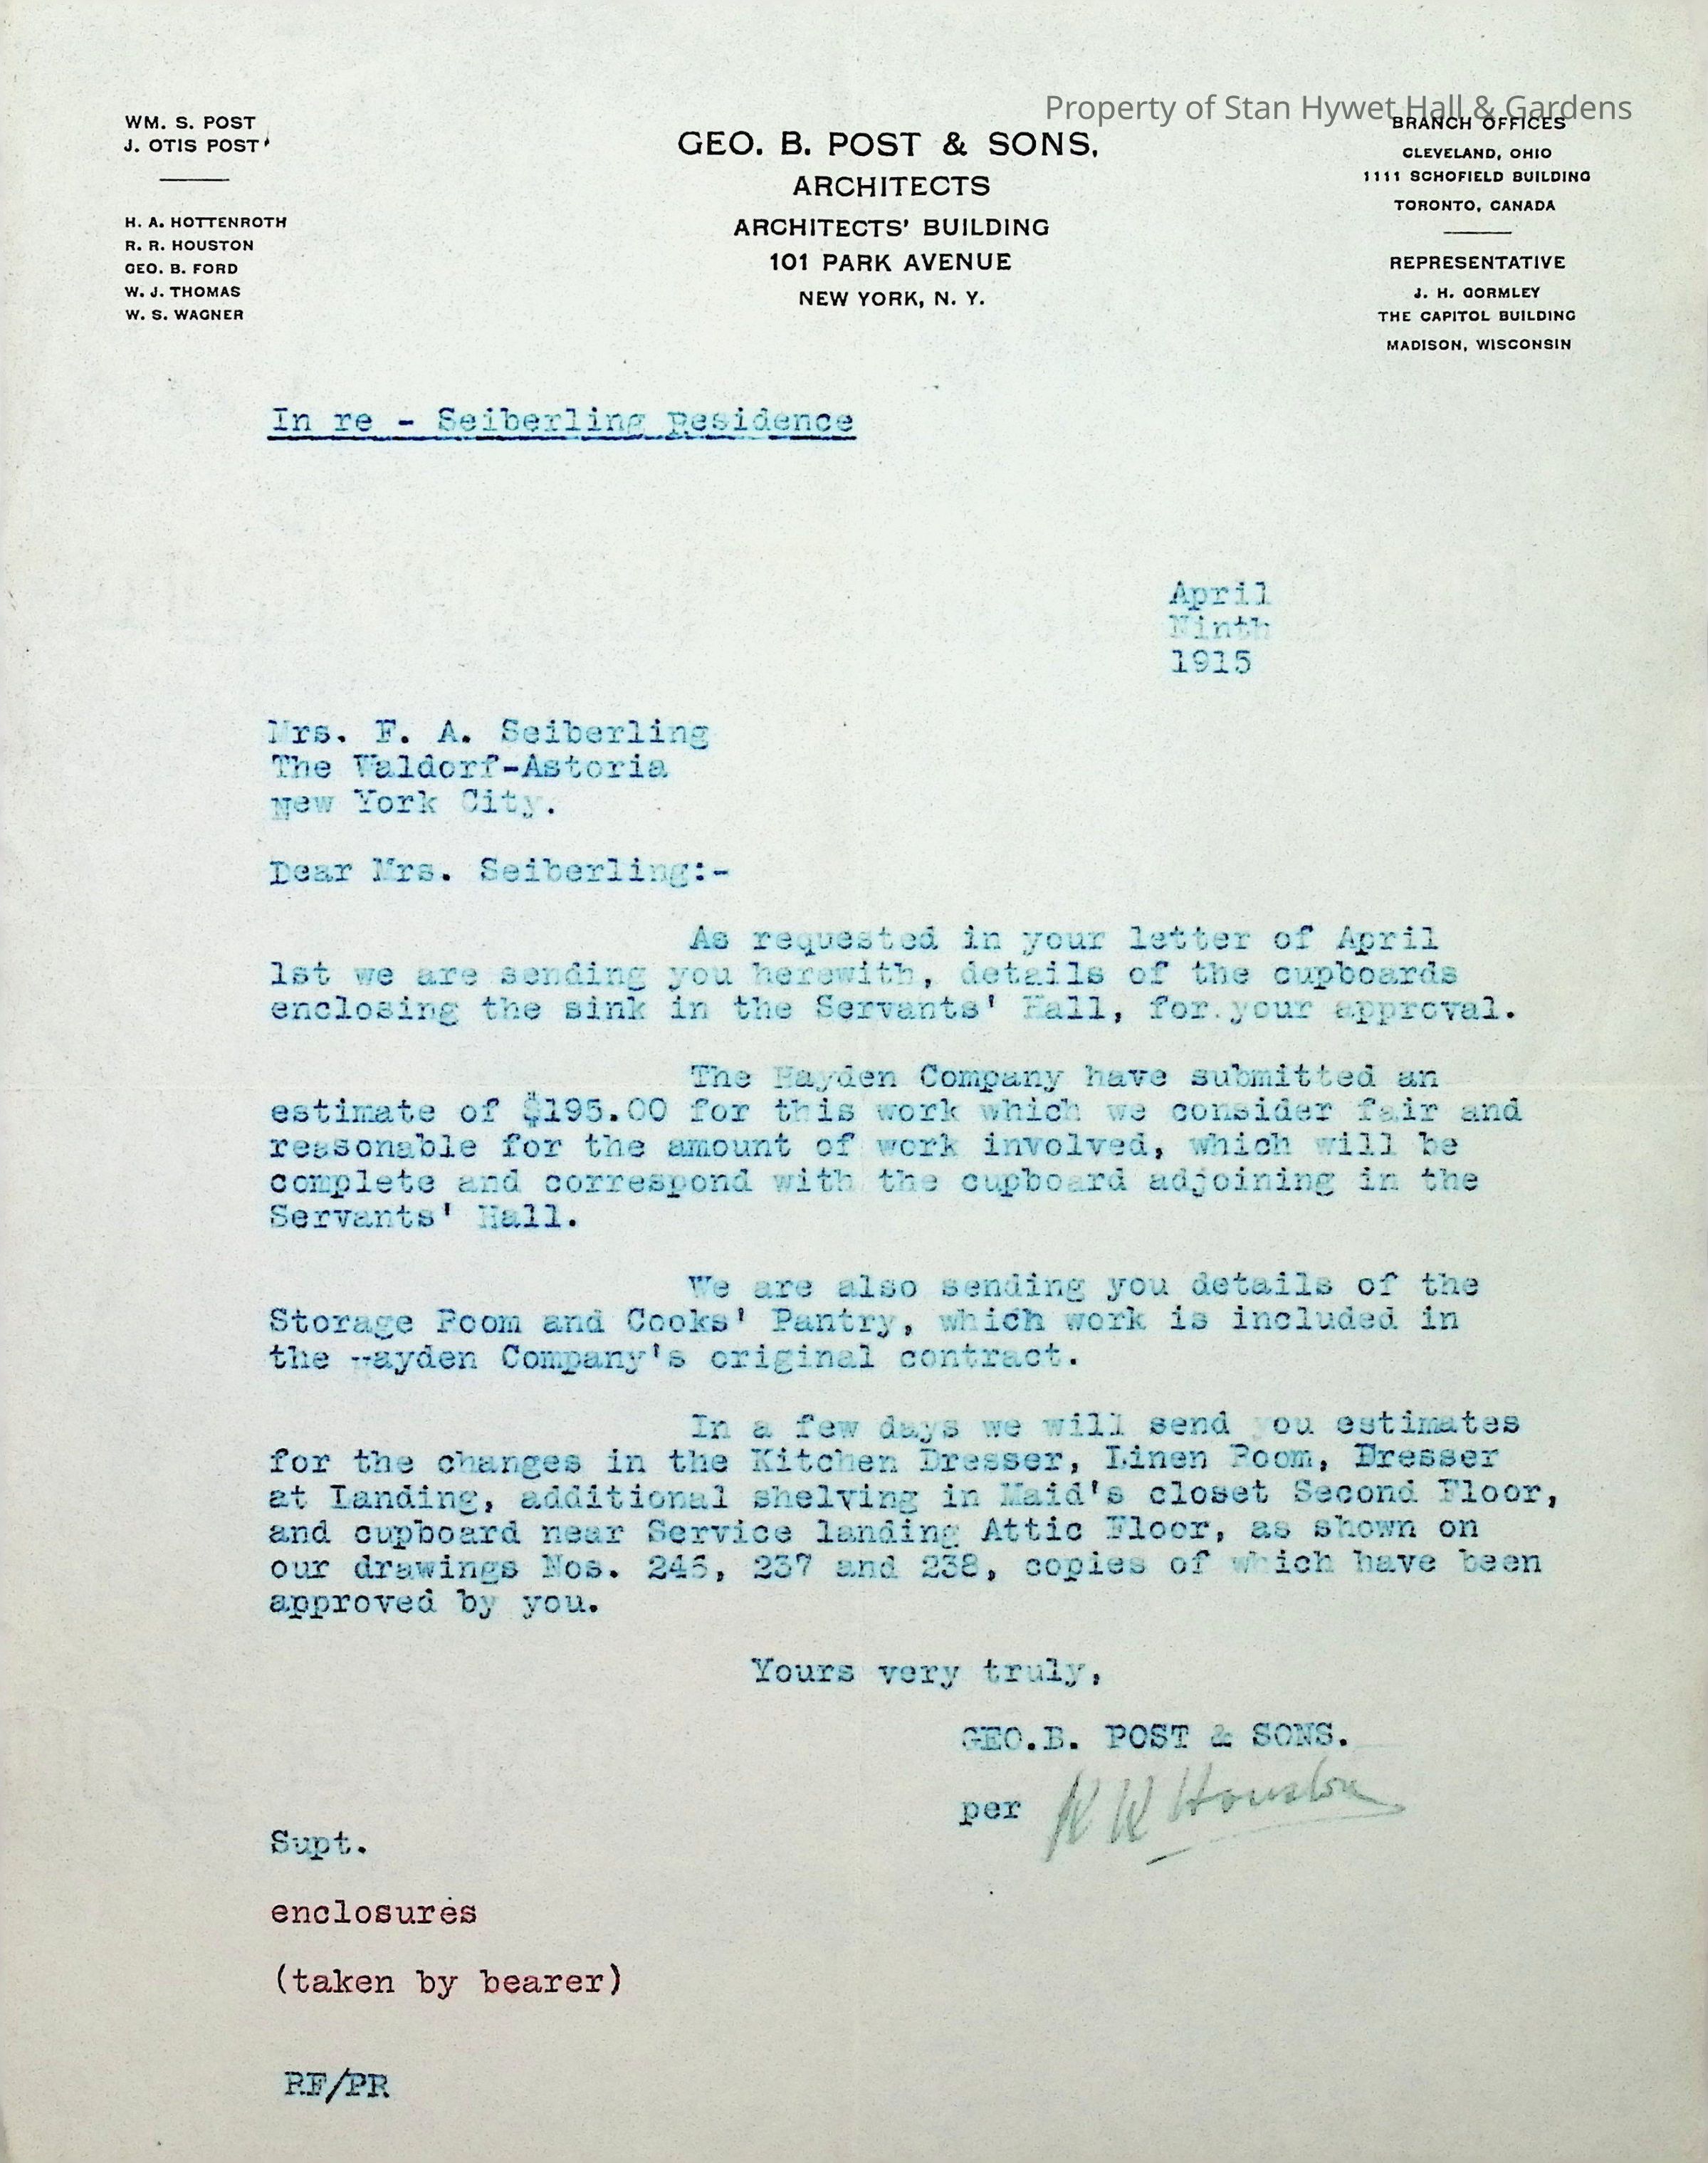 Property of Stan Hywet Hall & Gardens
WM. S. POST
J. OTIS POST
H. A. HOTTENROTH
R. R. HOUSTON
GEO. B. FORD
W. J. THOMAS
W. S. WAGNER
GEO. B. POST & SONS,
ARCHITECTS
ARCHITECTS' BUILDING
101 PARK AVENUE
NEW YORK, N. Y.
BRANCH OFFICES
CLEVELAND, OHIO
1111 SCHOFIELD BUILDING
TORONTO, CANADA
REPRESENTATIVE
J. H. GORMLEY
THE CAPITOL BUILDING
MADISON, WISCONSIN
In re - Seiberling Residence
April
Ninth
1915
Mrs. F. A. Seiberling
The Waldorf-Astoria
New York City.
Dear Mrs. Seiberling:-
As requested in your letter of April
1st we are sending you herewith, details of the cupboards
enclosing the sink in the Servants' Hall, for your approval.
The Hayden Company have submitted an
estimate of $195.00 for this work which we consider fair and
reasonable for the amount of work involved, which will be
complete and correspond with the cupboard adjoining in the
Servants' Hall.
We are also sending you details of the
Storage Room and Cooks' Pantry, which work is included in
the Hayden Company's original contract.
In a few days we will send you estimates
for the changes in the Kitchen Dresser, Linen Room, Dresser
at Landing, additional shelving in Maid's closet Second Floor,
and cupboard near Service landing Attic Floor, as shown on
our drawings Nos. 237 and 238, copies of which have been
approved by you.
Yours very truly,
GEO.B. POST & SONS.
per R R Houston
Supt.
enclosures
(taken by bearer)
RF/PR